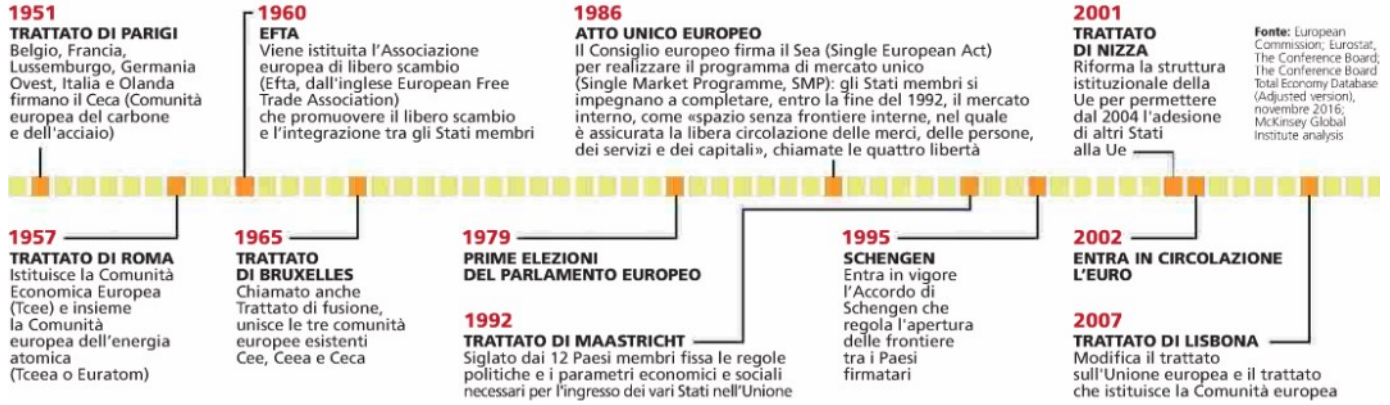 1951
TRATTATO DI PARIGI
Belgio, Francia,
Lussemburgo, Germania
Ovest, Italia e Olanda
firmano il Ceca (Comunità
europea del carbone
e dell'acciaio)
1960
EFTA
Viene istituita l'Associazione
europea di libero scambio
(Efta, dall'inglese European Free
Trade Association)
che promuovere il libero scambio
e l'integrazione tra gli Stati membri
1986
ATTO UNICO EUROPEO
Il Consiglio europeo firma il Sea (Single European Act)
per realizzare il programma di mercato unico
(Single Market Programme, SMP): gli Stati membri si
impegnano a completare, entro la fine del 1992, il mercato
interno, come «spazio senza frontiere interne, nel quale
è assicurata la libera circolazione delle merci, delle persone,
dei servizi e dei capitali», chiamate le quattro libertà
2001
TRATTATO
DI NIZZA
Riforma la struttura
istituzionale della
Ue per permettere
dal 2004 l'adesione
di altri Stati
alla Ue
Fonte: European
Commission; Eurostat,
The Conference Board;
The Conference Board
Total Economy Database
(Adjusted version),
novembre 2016;
McKinsey Global
Institute analysis
1957
TRATTATO DI ROMA
Istituisce la Comunità
Economica Europea
(Tcee) e insieme
la Comunità
europea dell'energia
atomica
(Tceea o Euratom)
1965
TRATTATO
DI BRUXELLES
Chiamato anche
Trattato di fusione,
unisce le tre comunità
europee esistenti
Cee, Ceea e Ceca
1979
PRIME ELEZIONI
DEL PARLAMENTO EUROPEO
1992
TRATTATO DI MAASTRICHT
Siglato dai 12 Paesi membri fissa le regole
politiche e i parametri economici e sociali
necessari per l'ingresso dei vari Stati nell'Unione
1995
SCHENGEN
Entra in vigore
l'Accordo di
Schengen che
regola l'apertura
delle frontiere
tra i Paesi
firmatari
2002
ENTRA IN CIRCOLAZIONE
L'EURO
2007
TRATTATO DI LISBONA
Modifica il trattato
sull'Unione europea e il trattato
che istituisce la Comunità europea